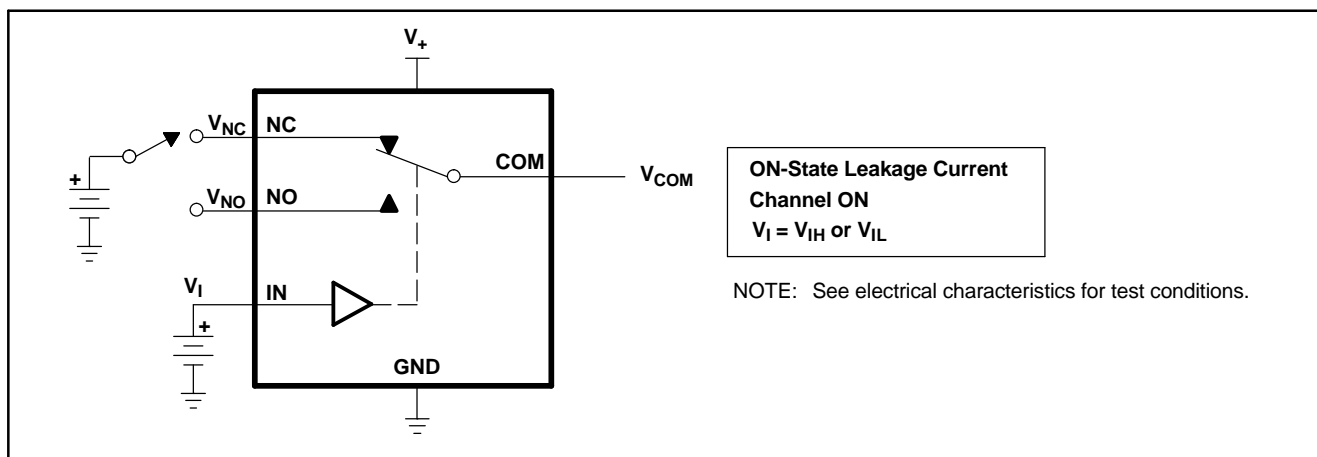 V+
VNC NC
+
COM
VCOM
VNO NO
VI IN
+
GND
ON-State Leakage Current
Channel ON
VI = VIH or VIL
NOTE: See electrical characteristics for test conditions.